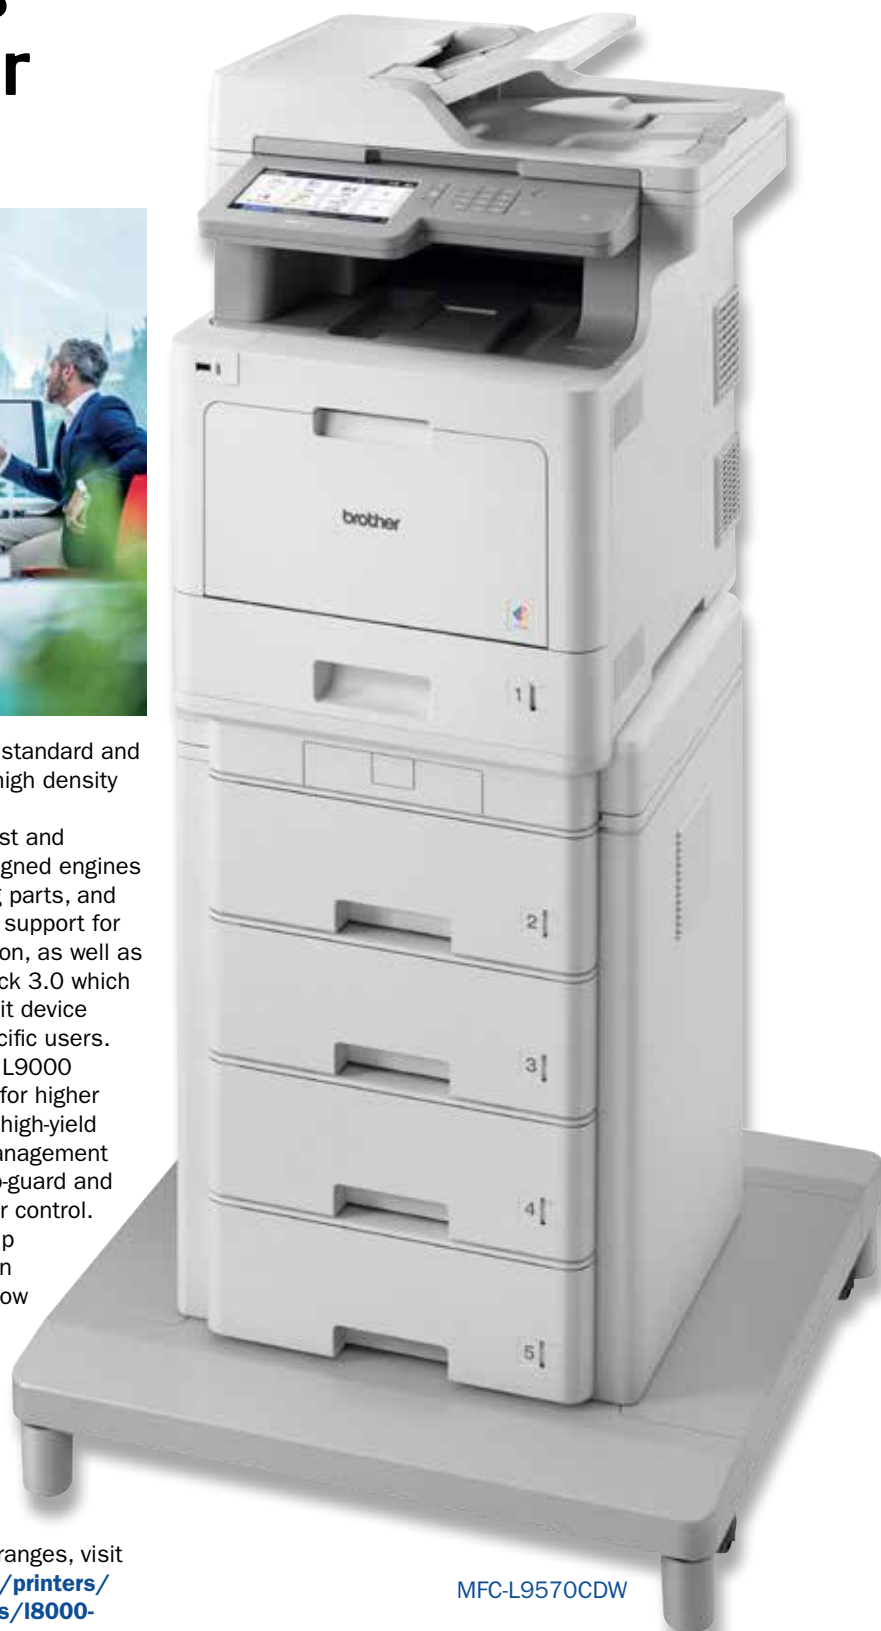 r
standard and
high density
st and
gned engines
g parts, and
support for
on, as well as
ck 3.0 which
it device
cific users.
L9000
for higher
high-yield
anagement
o-guard and
r control.
p
n
ow
ranges, visit
/printers/
s/l8000-
brother
1
2
3
4
5
MFC-L9570CDW